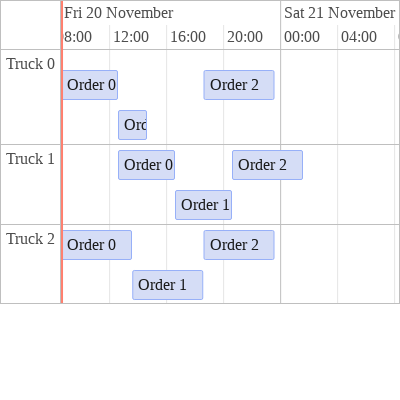 Fri 20 November Sat 21 November
8:00 12:00 16:00 20:00 00:00 04:00
Truck 0
Order 0 Order 2
Ord
Truck 1
Order 0 Order 2
Order 1
Truck 2
Order 0 Order 2
Order 1